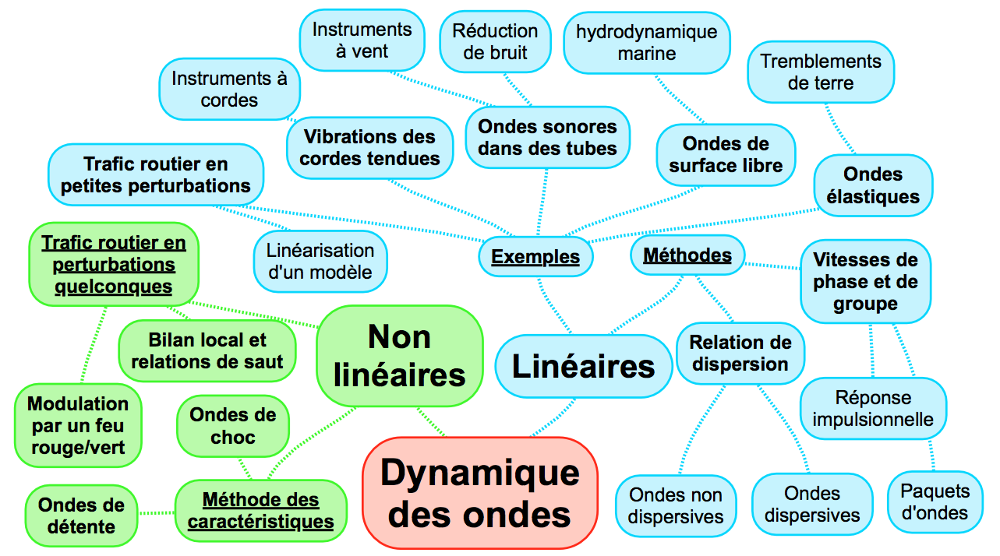 Instruments
à vent
Réduction
de bruit
hydrodynamique
marine
Tremblements
de terre
Instruments à
cordes
Vibrations des
cordes tendues
Ondes sonores
dans des tubes
Ondes de
surface libre
Ondes
élastiques
Trafic routier en
petites perturbations
Trafic routier en
perturbations
quelconques
Linéarisation
d'un modèle
Exemples
Méthodes
Vitesses de
phase et de
groupe
Bilan local et
relations de saut
Non
linéaires
Linéaires
Relation de
dispersion
Modulation
par un feu
rouge/vert
Ondes de
choc
Réponse
impulsionnelle
Ondes de
détente
Méthode des
caractéristiques
Dynamique
des ondes
Ondes non
dispersives
Ondes
dispersives
Paquets
d'ondes